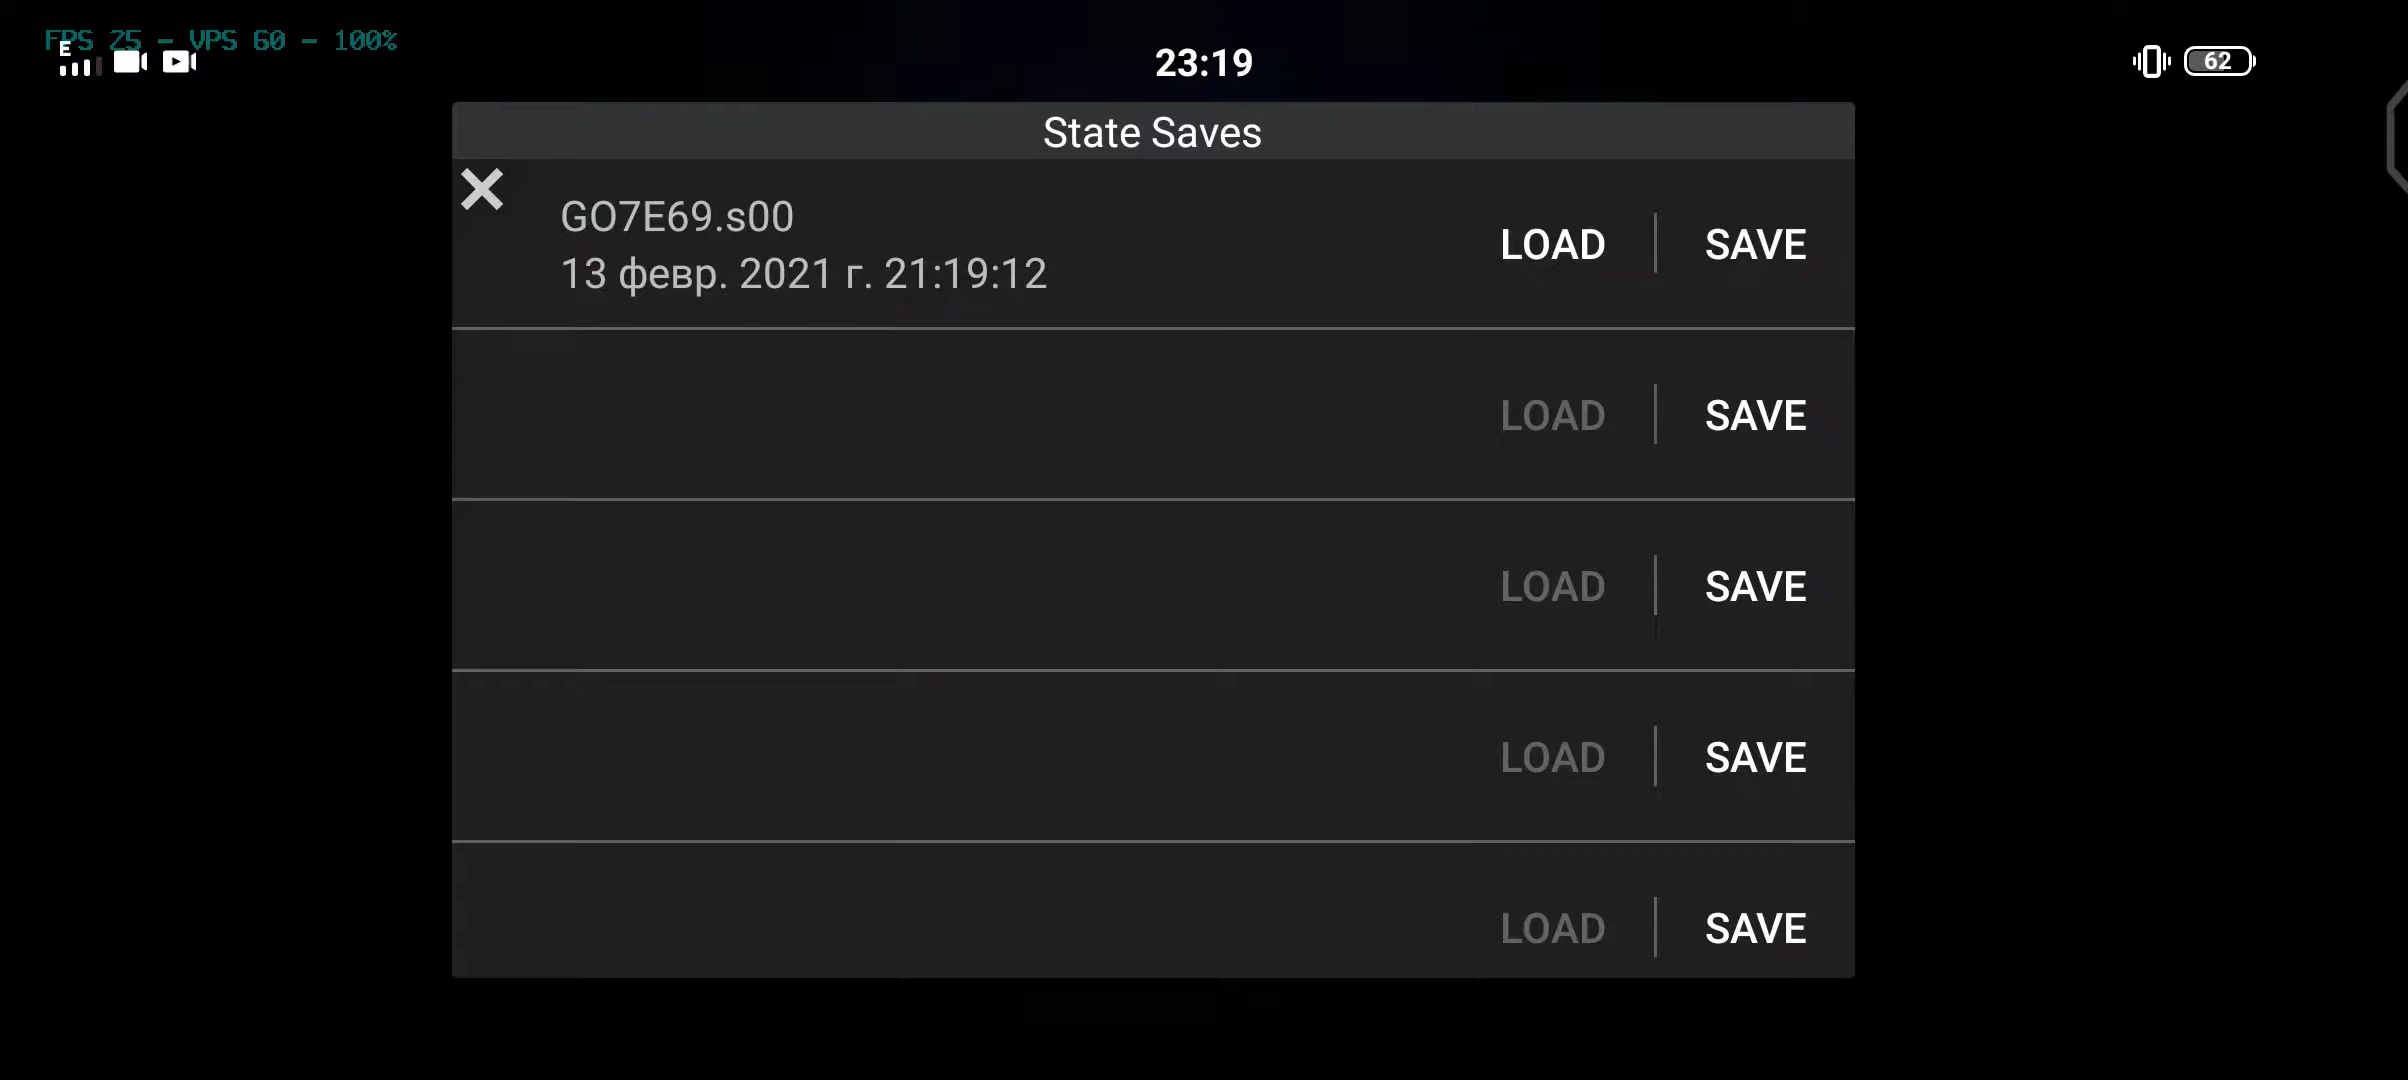 FPS 25 - VPS 60 - 100%
E
23:19
62
State Saves
GO7E69.s00
13 февр. 2021 г. 21:19:12
LOAD SAVE
LOAD SAVE
LOAD SAVE
LOAD SAVE
LOAD SAVE